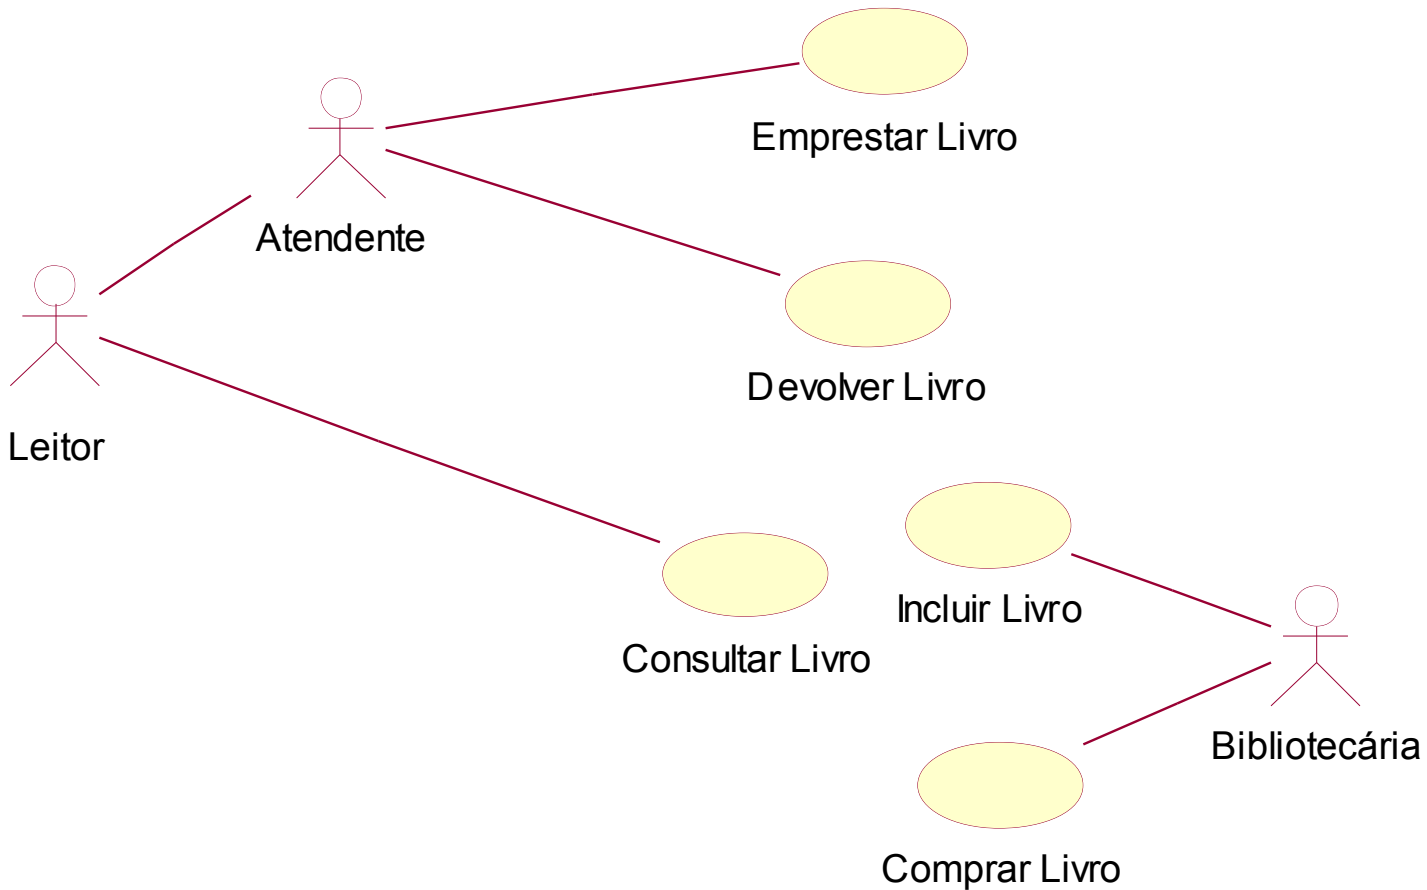 Emprestar Livro
Atendente
Devolver Livro
Leitor
Incluir Livro
Consultar Livro
Bibliotecária
Comprar Livro